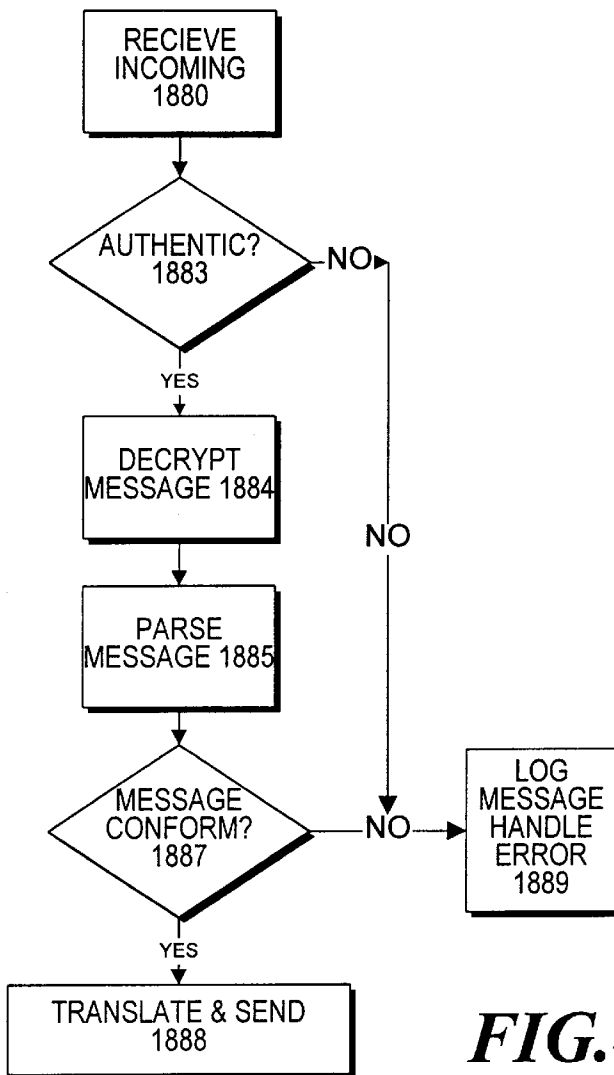 RECIEVE
INCOMING
1880
AUTHENTIC?
1883
NO
YES
DECRYPT
MESSAGE 1884
NO
PARSE
MESSAGE 1885
MESSAGE
CONFORM?
1887
NO
LOG
MESSAGE
HANDLE
ERROR
1889
YES
TRANSLATE & SEND
1888
FIG.